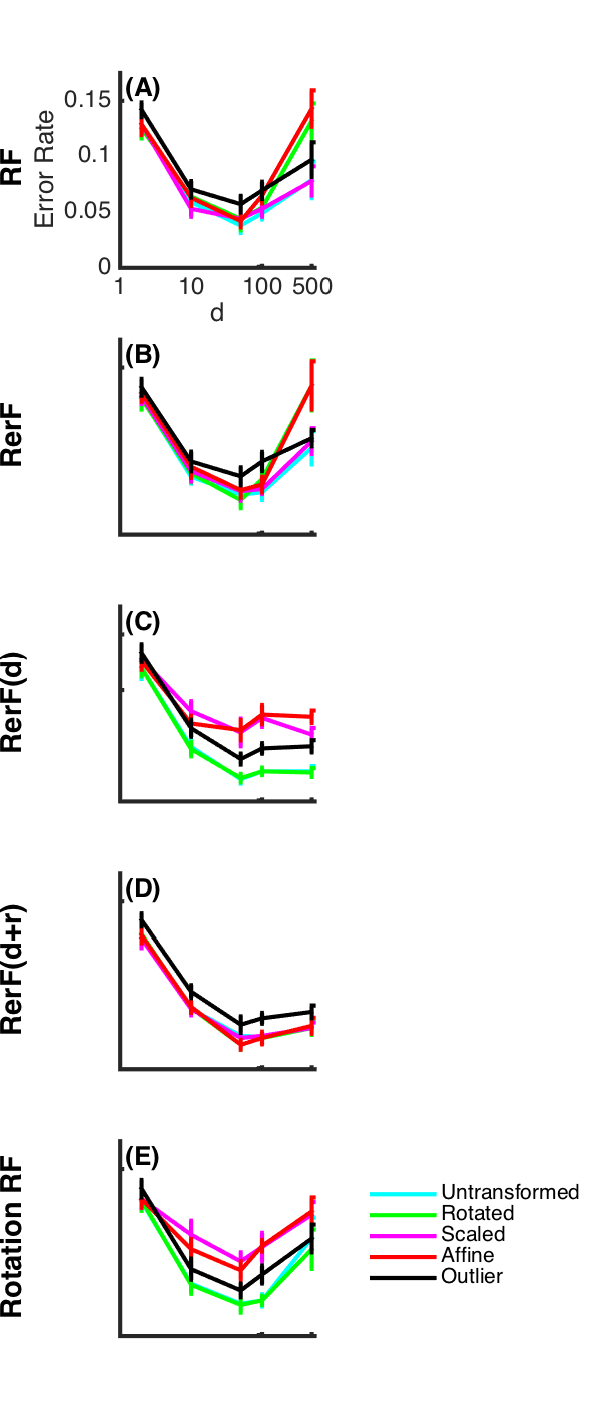 (A)
RF
Error Rate
0.15
0.1
0.05
0
1 10 100 500
d
(B)
RerF
(C)
RerF(d)
(D)
RerF(d+r)
(E)
Rotation RF
Untransformed
Rotated
Scaled
Affine
Outlier